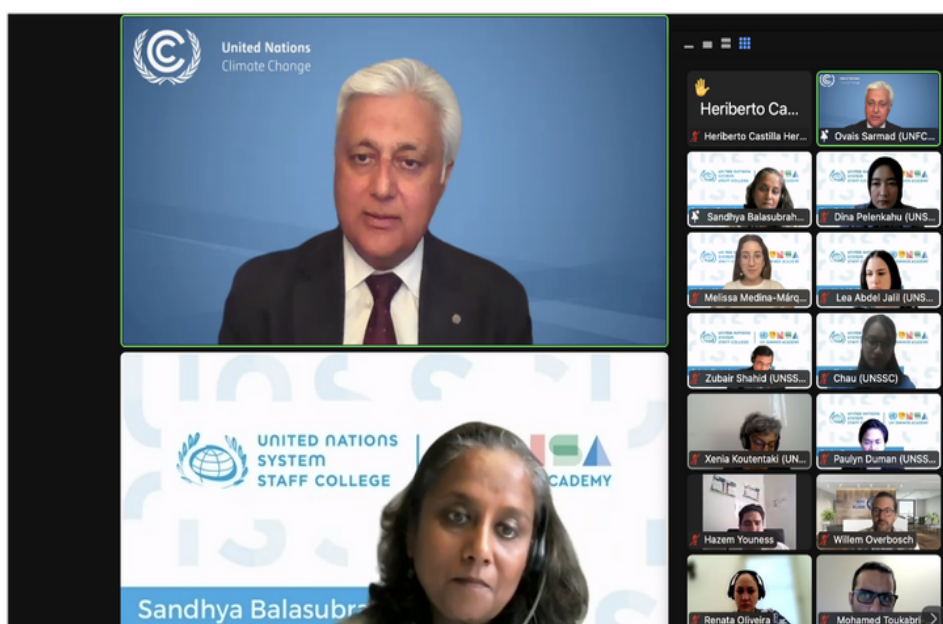 United Nations
Climate Change
UNITED NATIONS
SYSTEM
STAFF COLLEGE
CADEMY
Sandhya Balasubra
Heriberto Ca...
Heriberto Castilla Her...
Ovais Sarmad (UNFC...
Sandhya Balasubrah...
Dina Pelenkahu (UNS...
Melissa Medina-Márq...
Lea Abdel Jalil (UNS...
Zubair Shahid (UNSS...
Chau (UNSSC)
Xenia Koutentaki (UN...
Paulyn Duman (UNSS...
Hazem Youness
Willem Overbosch
Renata Oliveira
Mohamed Toukabri